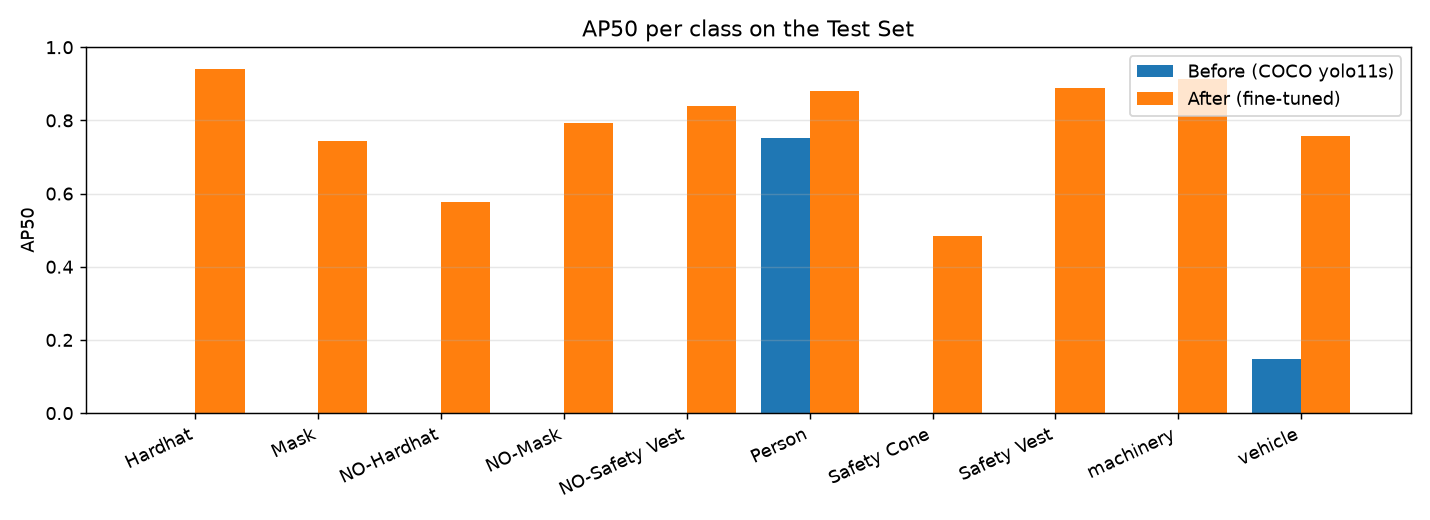 AP50 per class on the Test Set
Before (COCO yolo11s)
After (fine-tuned)
AP50
1.0
0.8
0.6
0.4
0.2
0.0
Hardhat
Mask
NO-Hardhat
NO-Mask
NO-Safety Vest
Person
Safety Cone
Safety Vest
machinery
vehicle